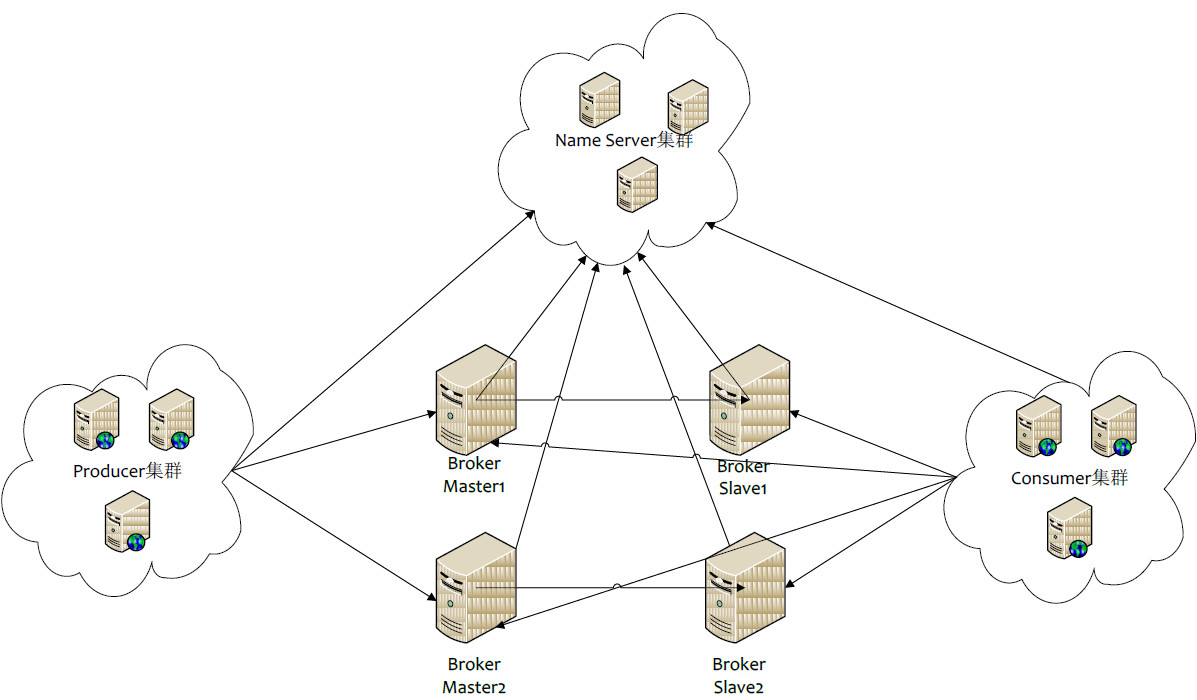 Name Server集群
Producer集群
Broker
Master1
Broker
Slave1
Consumer集群
Broker
Master2
Broker
Slave2